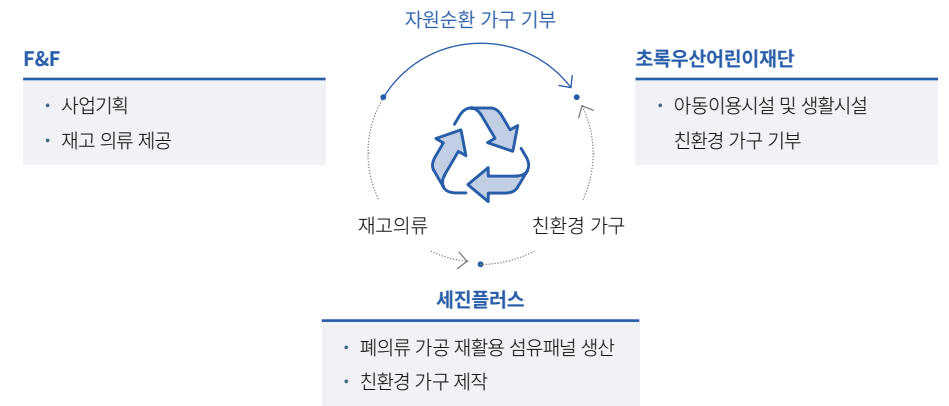 자원순환 가구 기부
F&F
• 사업기획
• 재고 의류 제공
초록우산어린이재단
• 아동이용시설 및 생활시설
친환경 가구 기부
재고의류
친환경 가구
세진플러스
• 폐의류 가공 재활용 섬유패널 생산
• 친환경 가구 제작